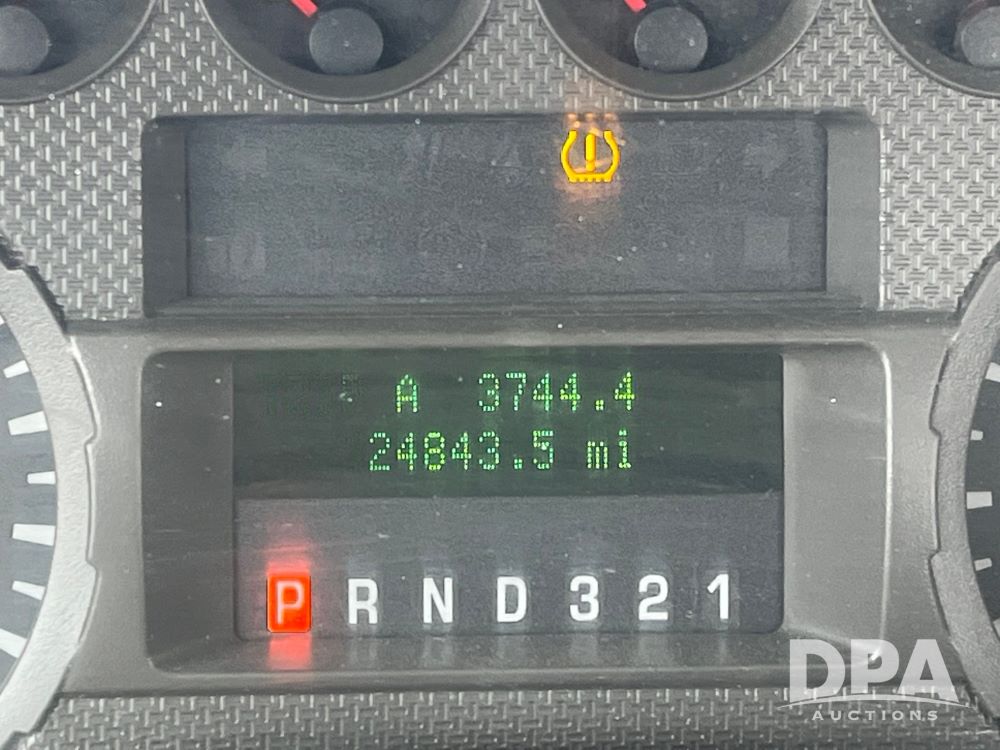 A 3744.4
24843.5 mi
P R N D 3 2 1
DPA
AUCTIONS